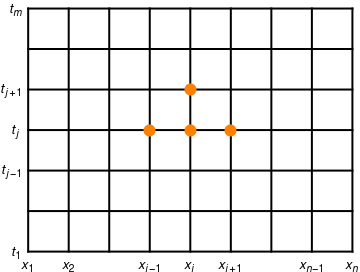 t_m
t_{j+1}
t_j
t_{j−1}
t_1
x_1 x_2 x_{i−1} x_i x_{i+1} x_{n−1} x_n